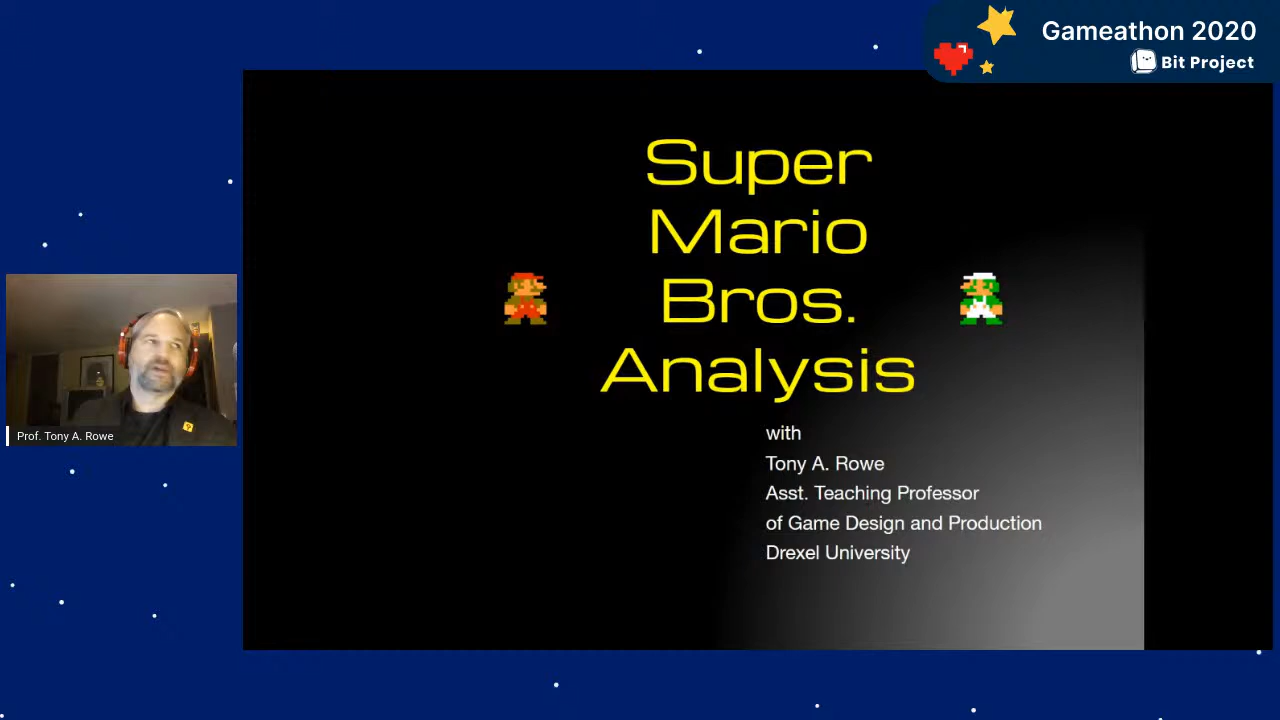 Gameathon 2020
Bit Project
Super
Mario
Bros.
Analysis
with
Tony A. Rowe
Asst. Teaching Professor
of Game Design and Production
Drexel University
Prof. Tony A. Rowe
?